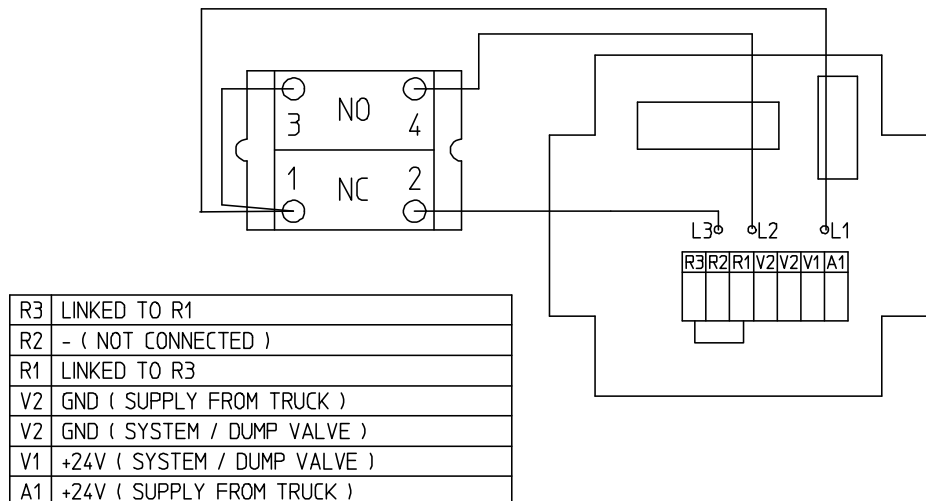 NO
3
4
1
2
NC
L3
L2
L1
R3 R2 R1 V2 V2 V1 A1
R3 LINKED TO R1
R2 - ( NOT CONNECTED )
R1 LINKED TO R3
V2 GND ( SUPPLY FROM TRUCK )
V2 GND ( SYSTEM / DUMP VALVE )
V1 +24V ( SYSTEM / DUMP VALVE )
A1 +24V ( SUPPLY FROM TRUCK )